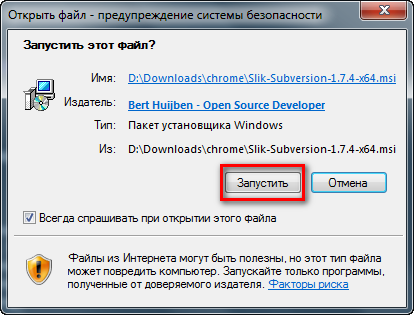 Открыть файл - предупреждение системы безопасности
Запустить этот файл?
Имя: D:\Downloads\chrome\Slik-Subversion-1.7.4-x64.msi
Издатель: Bert Huijben - Open Source Developer
Тип: Пакет установщика Windows
Из: D:\Downloads\chrome\Slik-Subversion-1.7.4-x64.msi
Запустить Отмена
Всегда спрашивать при открытии этого файла
Файлы из Интернета могут быть полезны, но этот тип файла
может повредить компьютер. Запускайте только программы,
полученные от доверяемого издателя. Факторы риска